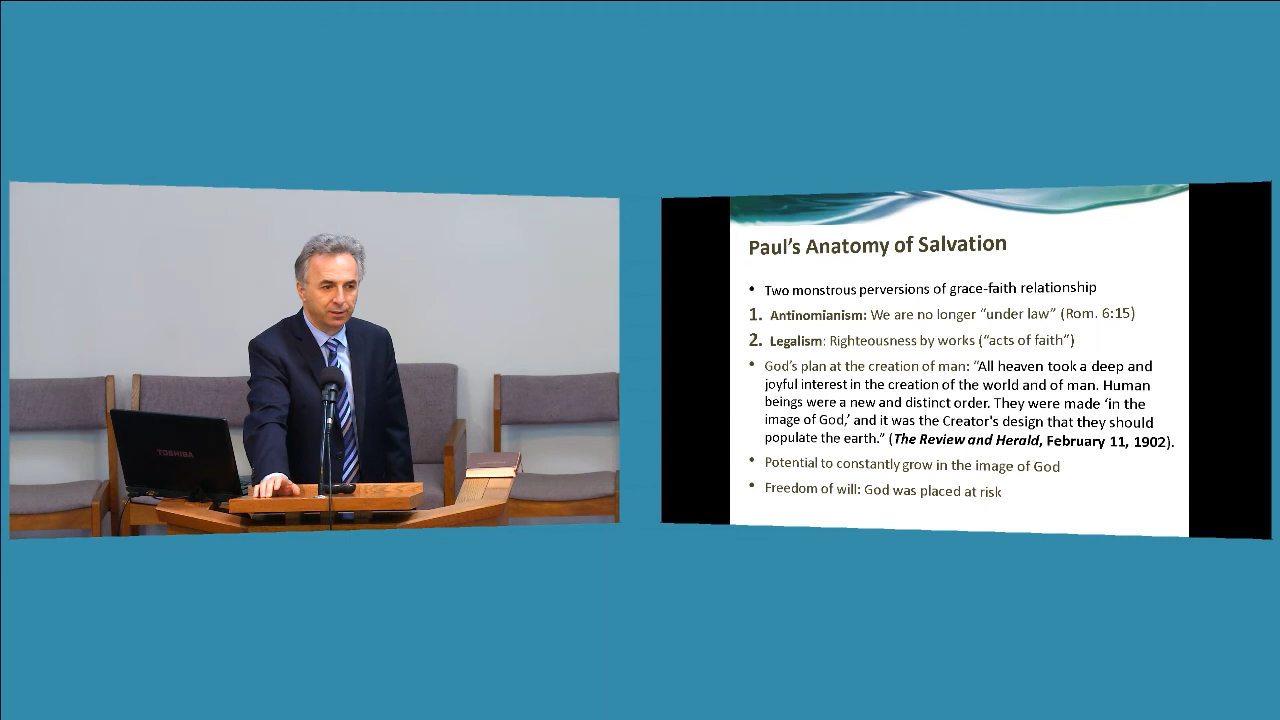 TOSHIBA
Paul's Anatomy of Salvation
• Two monstrous perversions of grace-faith relationship
1. Antinomianism: We are no longer “under law” (Rom. 6:15)
2. Legalism: Righteousness by works (“acts of faith”)
• God's plan at the creation of man: “All heaven took a deep and
joyful interest in the creation of the world and of man. Human
beings were a new and distinct order. They were made ‘in the
image of God,’ and it was the Creator's design that they should
populate the earth.” (The Review and Herald, February 11, 1902).
• Potential to constantly grow in the image of God
• Freedom of will: God was placed at risk